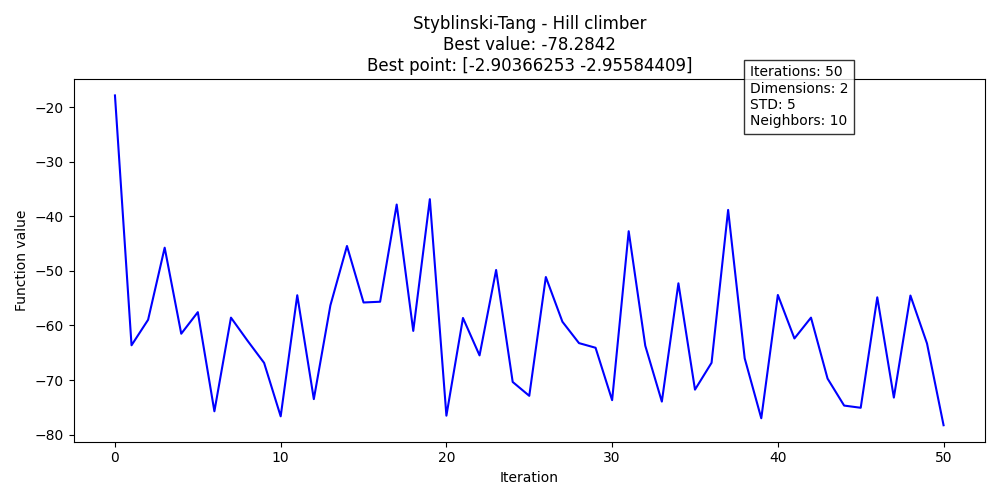 Styblinski-Tang - Hill climber
Best value: -78.2842
Best point: [-2.90366253 -2.95584409]
Iterations: 50
Dimensions: 2
STD: 5
Neighbors: 10
Function value
−20
−30
−40
−50
−60
−70
−80
0
10
20
30
40
50
Iteration